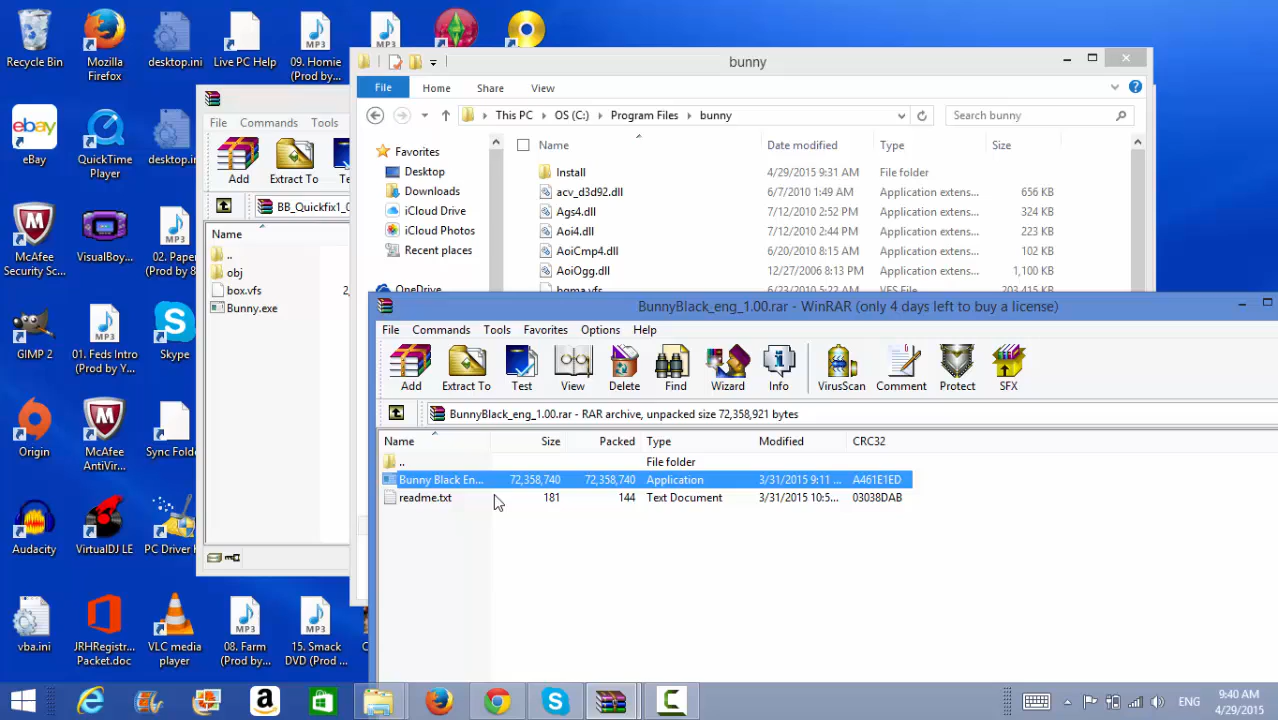 Recycle Bin
Mozilla Firefox
desktop.ini
Live PC Help
09. Homie (Prod by...
eBay
QuickTime Player
McAfee Security Sc...
VisualBoy...
02. Paper (Prod by 8
GIMP 2
01. Feds Intro (Prod by Y...
Skype
Origin
McAfee AntiVir...
Sync Folde
Audacity
VirtualDJ LE
PC Driver
vba.ini
JRHRegistr... Packet.doc
VLC media player
08. Farm (Prod by...
15. Smack DVD (Prod ...
MP3
File Commands Tools
Add Extract To
BB_Quickfix1_0
Name
..
obj
box.vfs 2,
Bunny.exe
bunny
File Home Share View
This PC OS (C:) Program Files bunny
Search bunny
Favorites
Desktop
Downloads
iCloud Drive
iCloud Photos
Recent places
OneDrive
Name Date modified Type Size
Install 4/29/2015 9:31 AM File folder
acv_d3d92.dll 6/7/2010 1:49 AM Application extens... 656 KB
Ags4.dll 7/12/2010 2:52 PM Application extens... 324 KB
Aoi4.dll 7/12/2010 2:44 PM Application extens... 223 KB
AoiCmp4.dll 6/20/2010 8:15 AM Application extens... 102 KB
AoiOgg.dll 12/27/2006 8:13 PM Application extens... 1,100 KB
bgma.vfs 6/23/2010 5:22 AM VFS File 203,415 KB
BunnyBlack_eng_1.00.rar - WinRAR (only 4 days left to buy a license)
File Commands Tools Favorites Options Help
Add Extract To Test View Delete Find Wizard Info VirusScan Comment Protect SFX
BunnyBlack_eng_1.00.rar - RAR archive, unpacked size 72,358,921 bytes
Name Size Packed Type Modified CRC32
.. File folder
Bunny Black En... 72,358,740 72,358,740 Application 3/31/2015 9:11 ... A461E1ED
readme.txt 181 144 Text Document 3/31/2015 10:5... 03038DAB
ENG
9:40 AM
4/29/2015